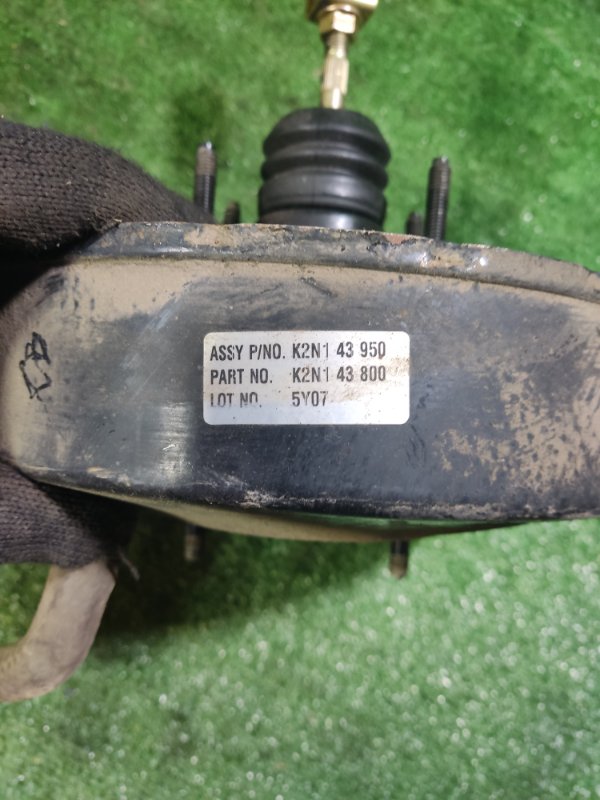 ASSY P/NO. K2N1 43 950
PART NO. K2N1 43 800
LOT NO. 5Y07